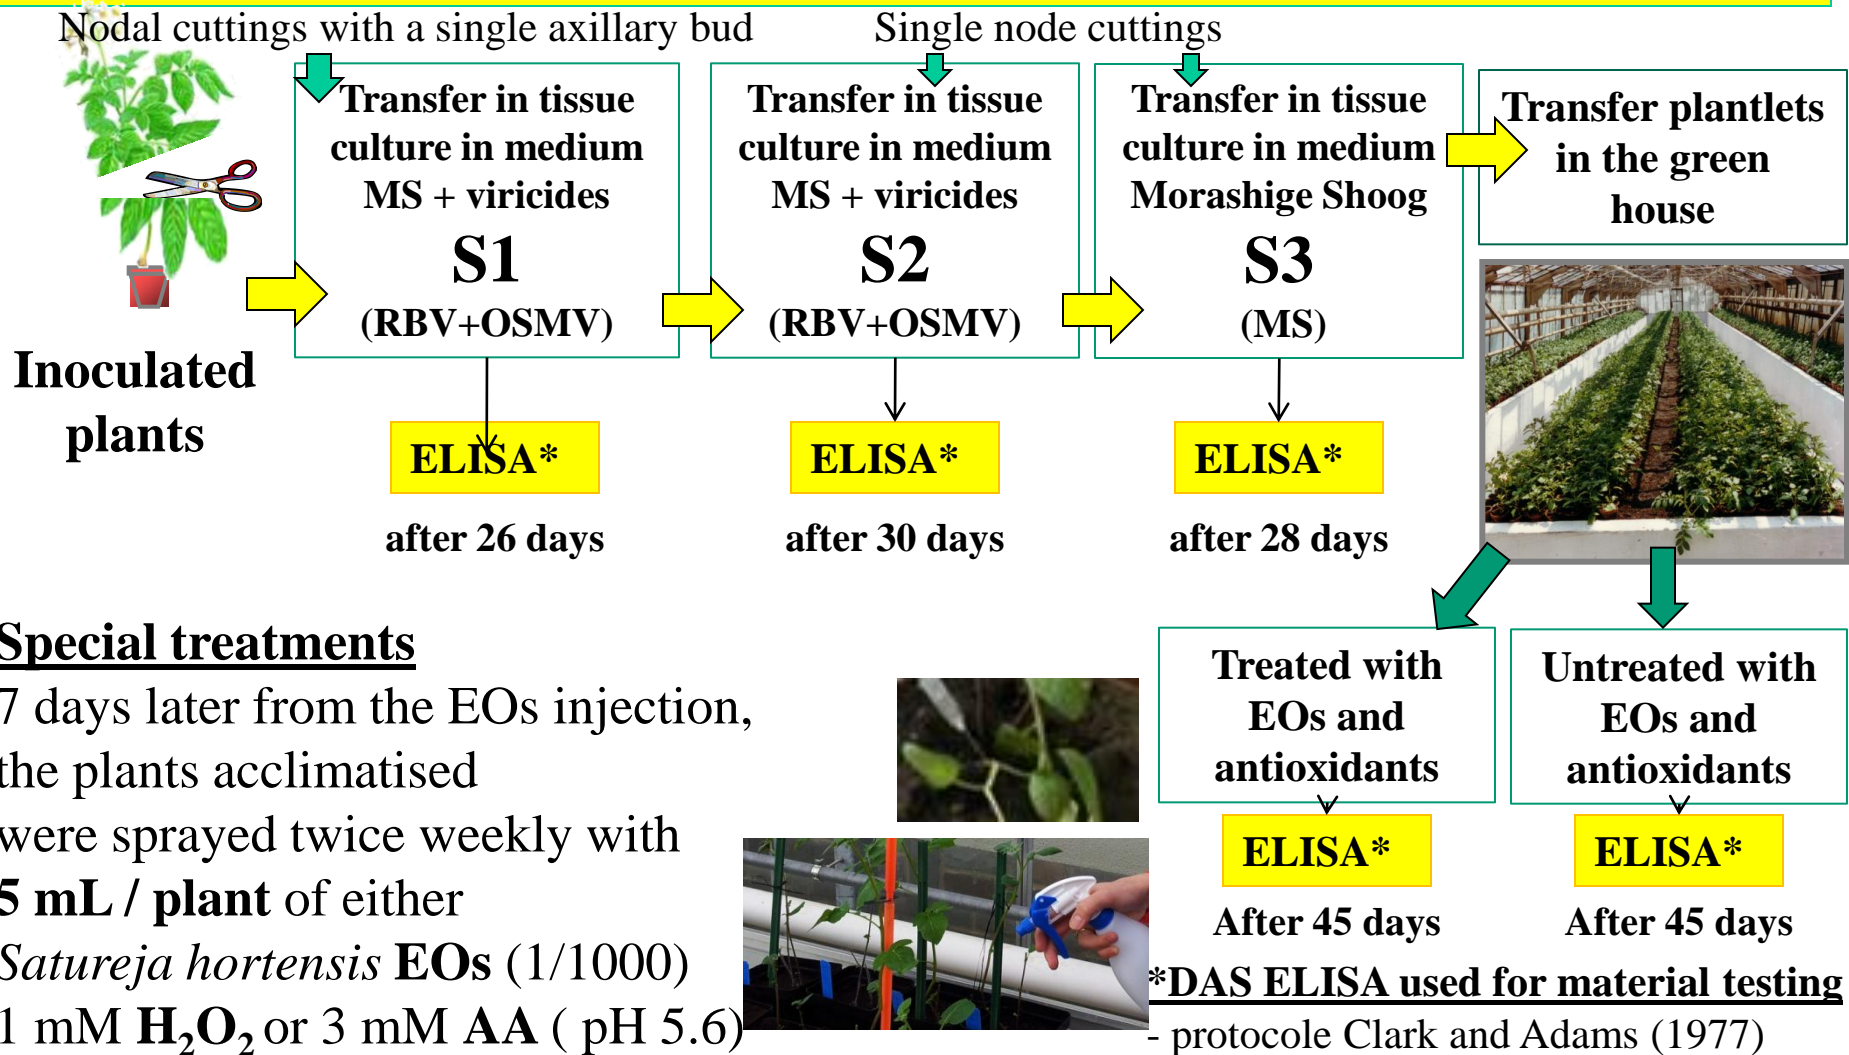 Nodal cuttings with a single axillary bud
Single node cuttings
Transfer in tissue
culture in medium
MS + viricides
S1
(RBV+OSMV)
Transfer in tissue
culture in medium
MS + viricides
S2
(RBV+OSMV)
Transfer in tissue
culture in medium
Morashige Shoog
S3
(MS)
Transfer plantlets
in the green
house
Inoculated
plants
ELISA*
after 26 days
ELISA*
after 30 days
ELISA*
after 28 days
Special treatments
7 days later from the EOs injection,
the plants acclimatised
were sprayed twice weekly with
5 mL / plant of either
Satureja hortensis EOs (1/1000)
1 mM H₂O₂ or 3 mM AA ( pH 5.6)
Treated with
EOs and
antioxidants
ELISA*
After 45 days
Untreated with
EOs and
antioxidants
ELISA*
After 45 days
*DAS ELISA used for material testing
- protocole Clark and Adams (1977)